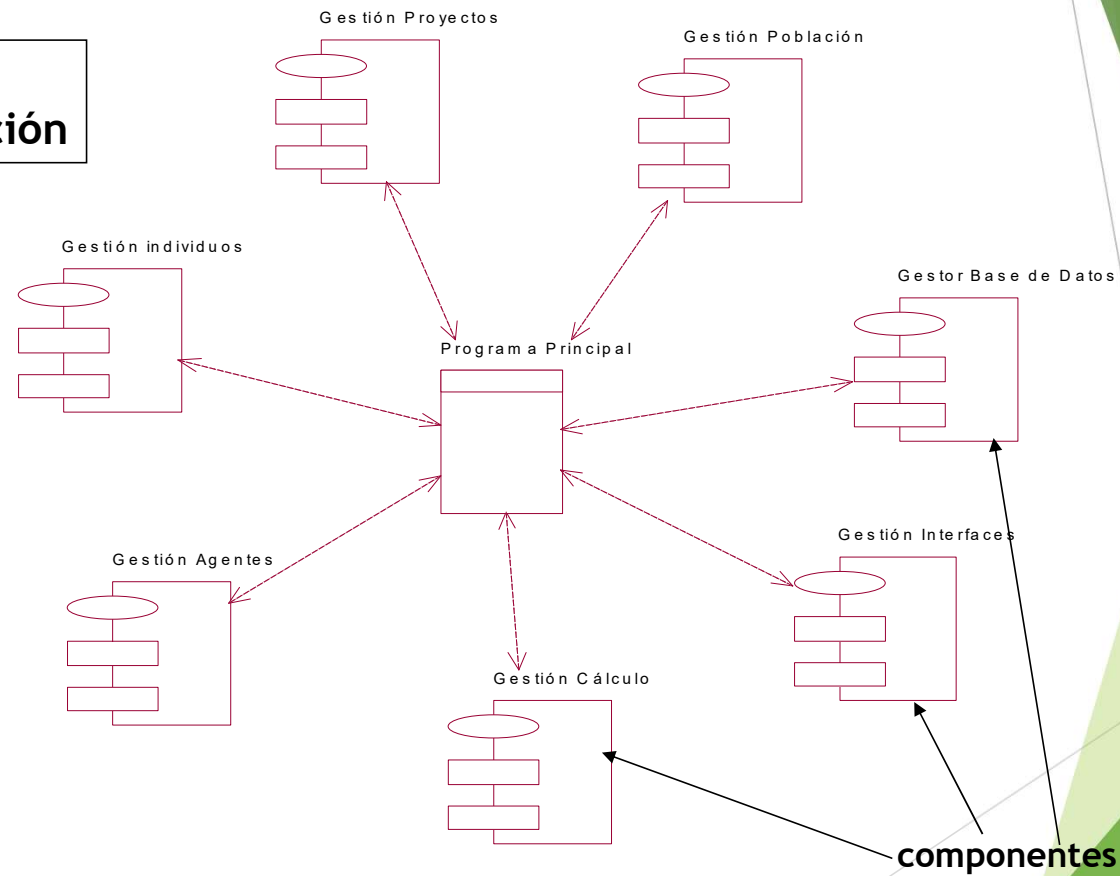 Gestión Proyectos
Gestión Población
ción
Gestión individuos
Gestor Base de Datos
Programa Principal
Gestión Interfaces
Gestión Agentes
Gestión Cálculo
componentes